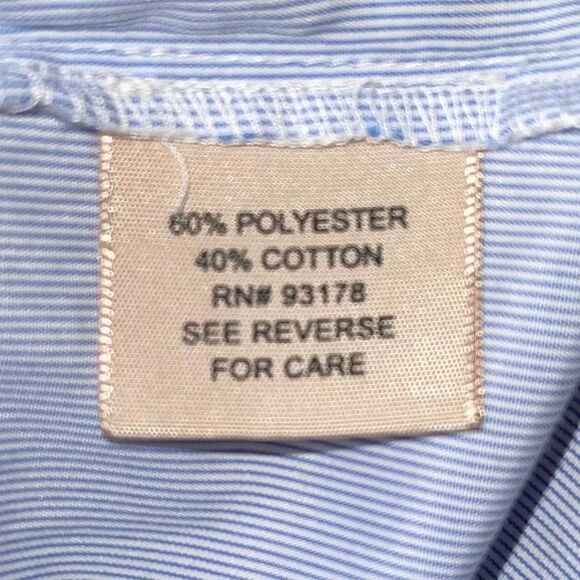 60% POLYESTER
40% COTTON
RN# 93178
SEE REVERSE
FOR CARE